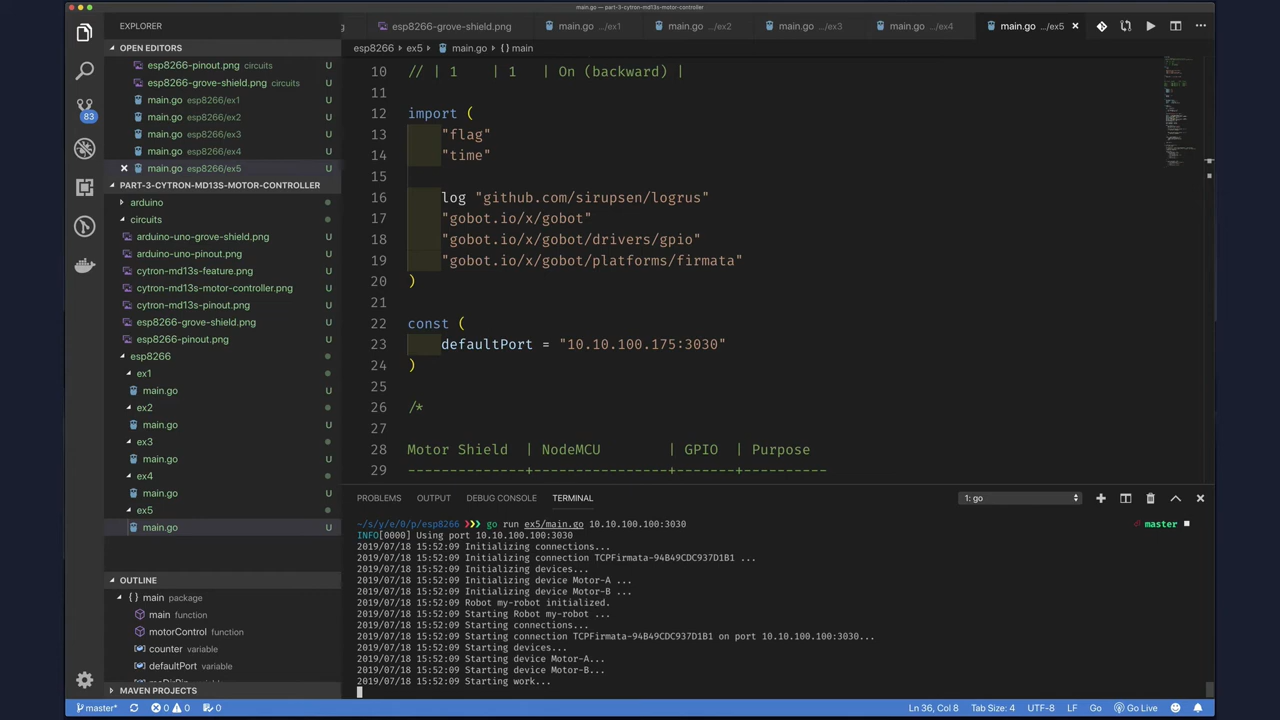 main.go — part-3-cytron-md13s-motor-controller
EXPLORER
OPEN EDITORS
esp8266-pinout.png circuits U
esp8266-grove-shield.png circuits U
main.go esp8266/ex1 U
main.go esp8266/ex2 U
main.go esp8266/ex3 U
main.go esp8266/ex4 U
main.go esp8266/ex5 U
PART-3-CYTRON-MD13S-MOTOR-CONTROLLER
arduino
circuits
arduino-uno-grove-shield.png U
arduino-uno-pinout.png U
cytron-md13s-feature.png U
cytron-md13s-motor-controller.png U
cytron-md13s-pinout.png U
esp8266-grove-shield.png U
esp8266-pinout.png U
esp8266
ex1
main.go U
ex2
main.go U
ex3
main.go U
ex4
main.go U
ex5
main.go U
OUTLINE
main package
main function
motorControl function
counter variable
defaultPort variable
MAVEN PROJECTS
83
esp8266-grove-shield.png
main.go .../ex1
main.go .../ex2
main.go .../ex3
main.go .../ex4
main.go .../ex5
esp8266 › ex5 › main.go › {} main
10 // | 1 | 1 | On (backward) |
11
12 import (
13 "flag"
14 "time"
15
16 log "github.com/sirupsen/logrus"
17 "gobot.io/x/gobot"
18 "gobot.io/x/gobot/drivers/gpio"
19 "gobot.io/x/gobot/platforms/firmata"
20 )
21
22 const (
23 defaultPort = "10.10.100.175:3030"
24 )
25
26 /*
27
28 Motor Shield | NodeMCU | GPIO | Purpose
29 --------------+----------------+-------+----------
PROBLEMS OUTPUT DEBUG CONSOLE TERMINAL 1: go
~/s/y/e/0/p/esp8266 ❯❯❯ go run ex5/main.go 10.10.100.100:3030 master
INFO[0000] Using port 10.10.100.100:3030
2019/07/18 15:52:09 Initializing connections...
2019/07/18 15:52:09 Initializing connection TCPFirmata-94B49CDC937D1B1 ...
2019/07/18 15:52:09 Initializing devices...
2019/07/18 15:52:09 Initializing device Motor-A ...
2019/07/18 15:52:09 Initializing device Motor-B ...
2019/07/18 15:52:09 Robot my-robot initialized.
2019/07/18 15:52:09 Starting Robot my-robot ...
2019/07/18 15:52:09 Starting connections...
2019/07/18 15:52:09 Starting connection TCPFirmata-94B49CDC937D1B1 on port 10.10.100.100:3030...
2019/07/18 15:52:09 Starting devices...
2019/07/18 15:52:09 Starting device Motor-A...
2019/07/18 15:52:09 Starting device Motor-B...
2019/07/18 15:52:09 Starting work...
master* 0 0 0 Ln 36, Col 8 Tab Size: 4 UTF-8 LF Go Go Live